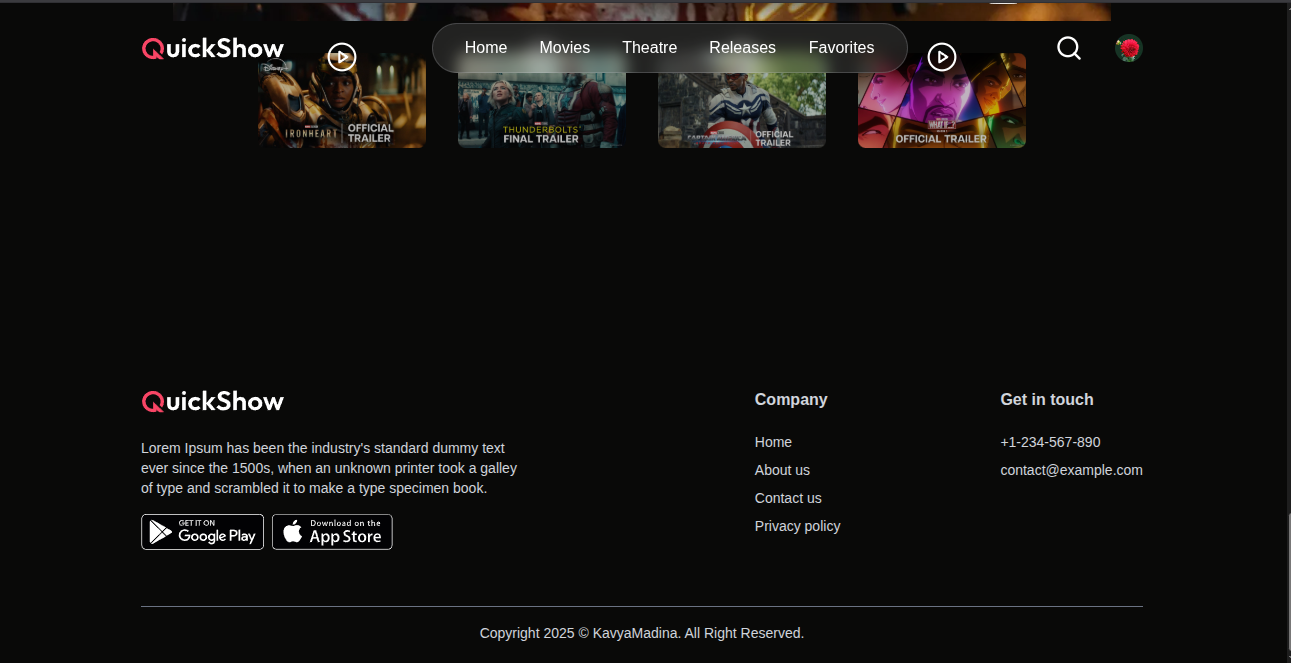 QuickShow
Home Movies Theatre Releases Favorites
Disney+
IRONHEART
OFFICIAL
TRAILER
THUNDERBOLTS*
FINAL TRAILER
OFFICIAL
TRAILER
WHAT IF...?
OFFICIAL TRAILER
QuickShow
Lorem Ipsum has been the industry's standard dummy text
ever since the 1500s, when an unknown printer took a galley
of type and scrambled it to make a type specimen book.
GET IT ON
Google Play
Download on the
App Store
Company
Home
About us
Contact us
Privacy policy
Get in touch
+1-234-567-890
contact@example.com
Copyright 2025 © KavyaMadina. All Right Reserved.